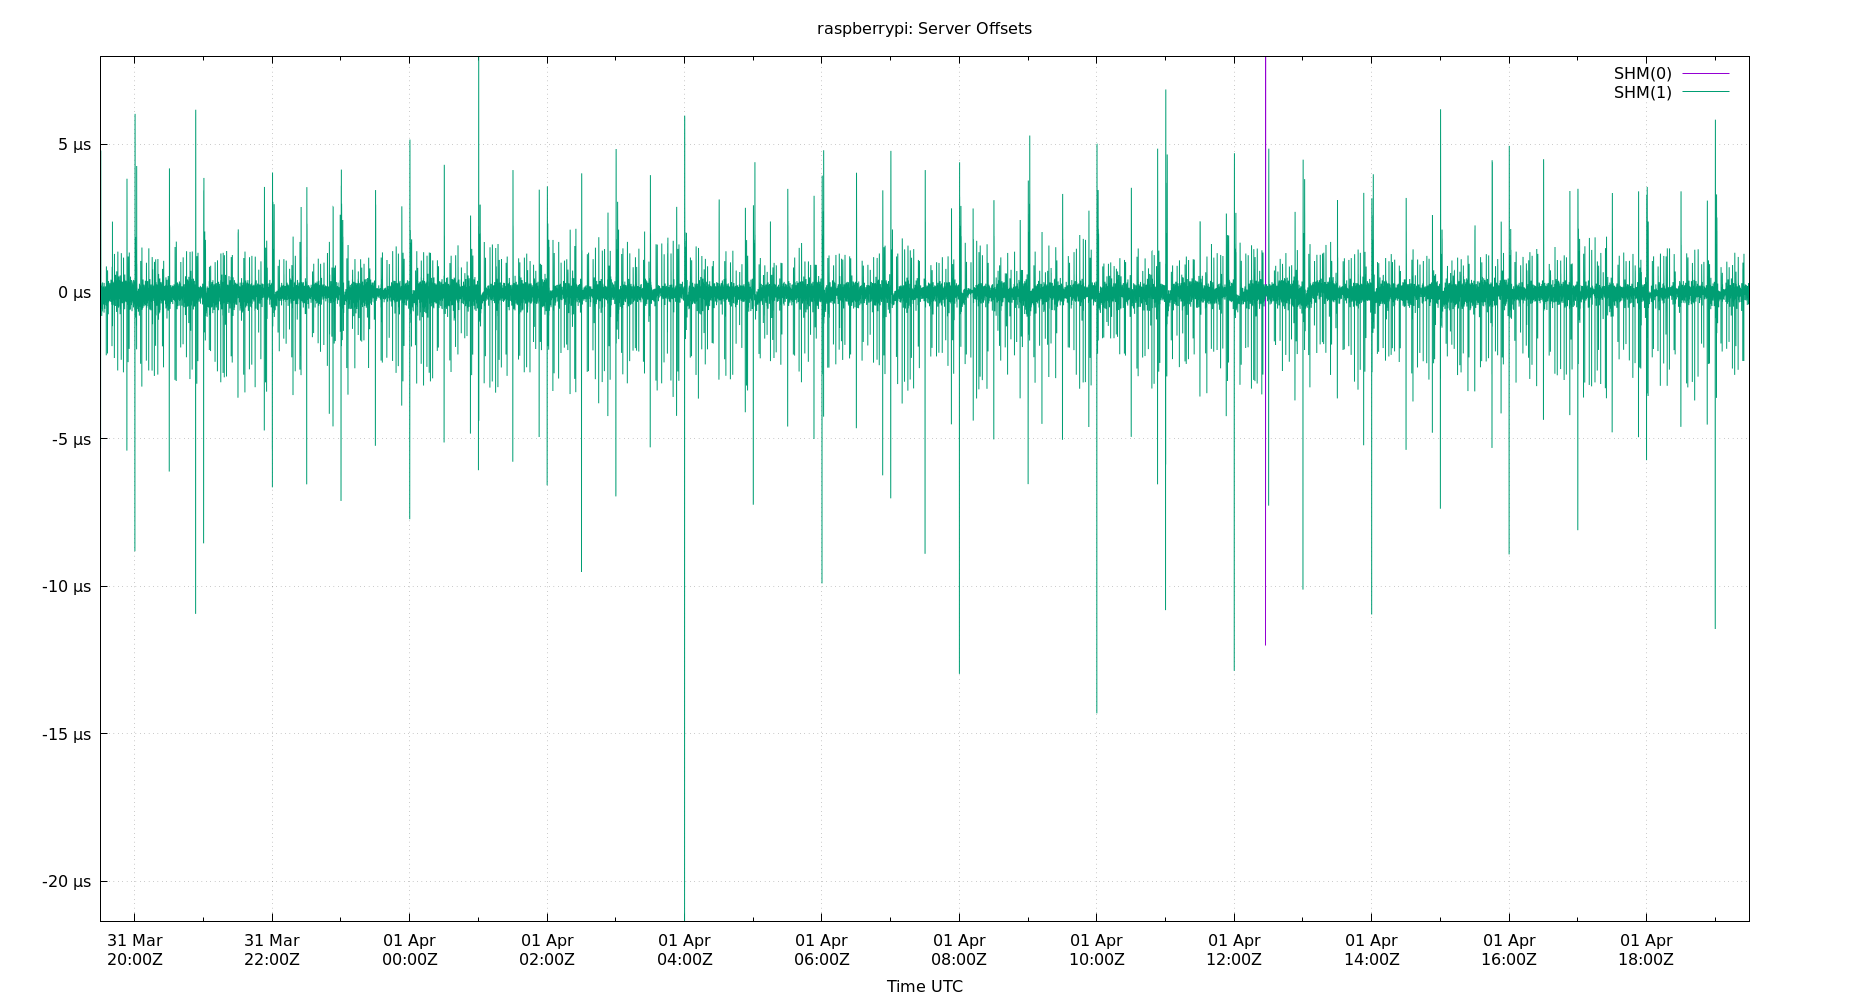 raspberrypi: Server Offsets
SHM(0)
SHM(1)
5 µs
0 µs
-5 µs
-10 µs
-15 µs
-20 µs
31 Mar 31 Mar 01 Apr 01 Apr 01 Apr 01 Apr 01 Apr 01 Apr 01 Apr 01 Apr 01 Apr 01 Apr
20:00Z 22:00Z 00:00Z 02:00Z 04:00Z 06:00Z 08:00Z 10:00Z 12:00Z 14:00Z 16:00Z 18:00Z
Time UTC